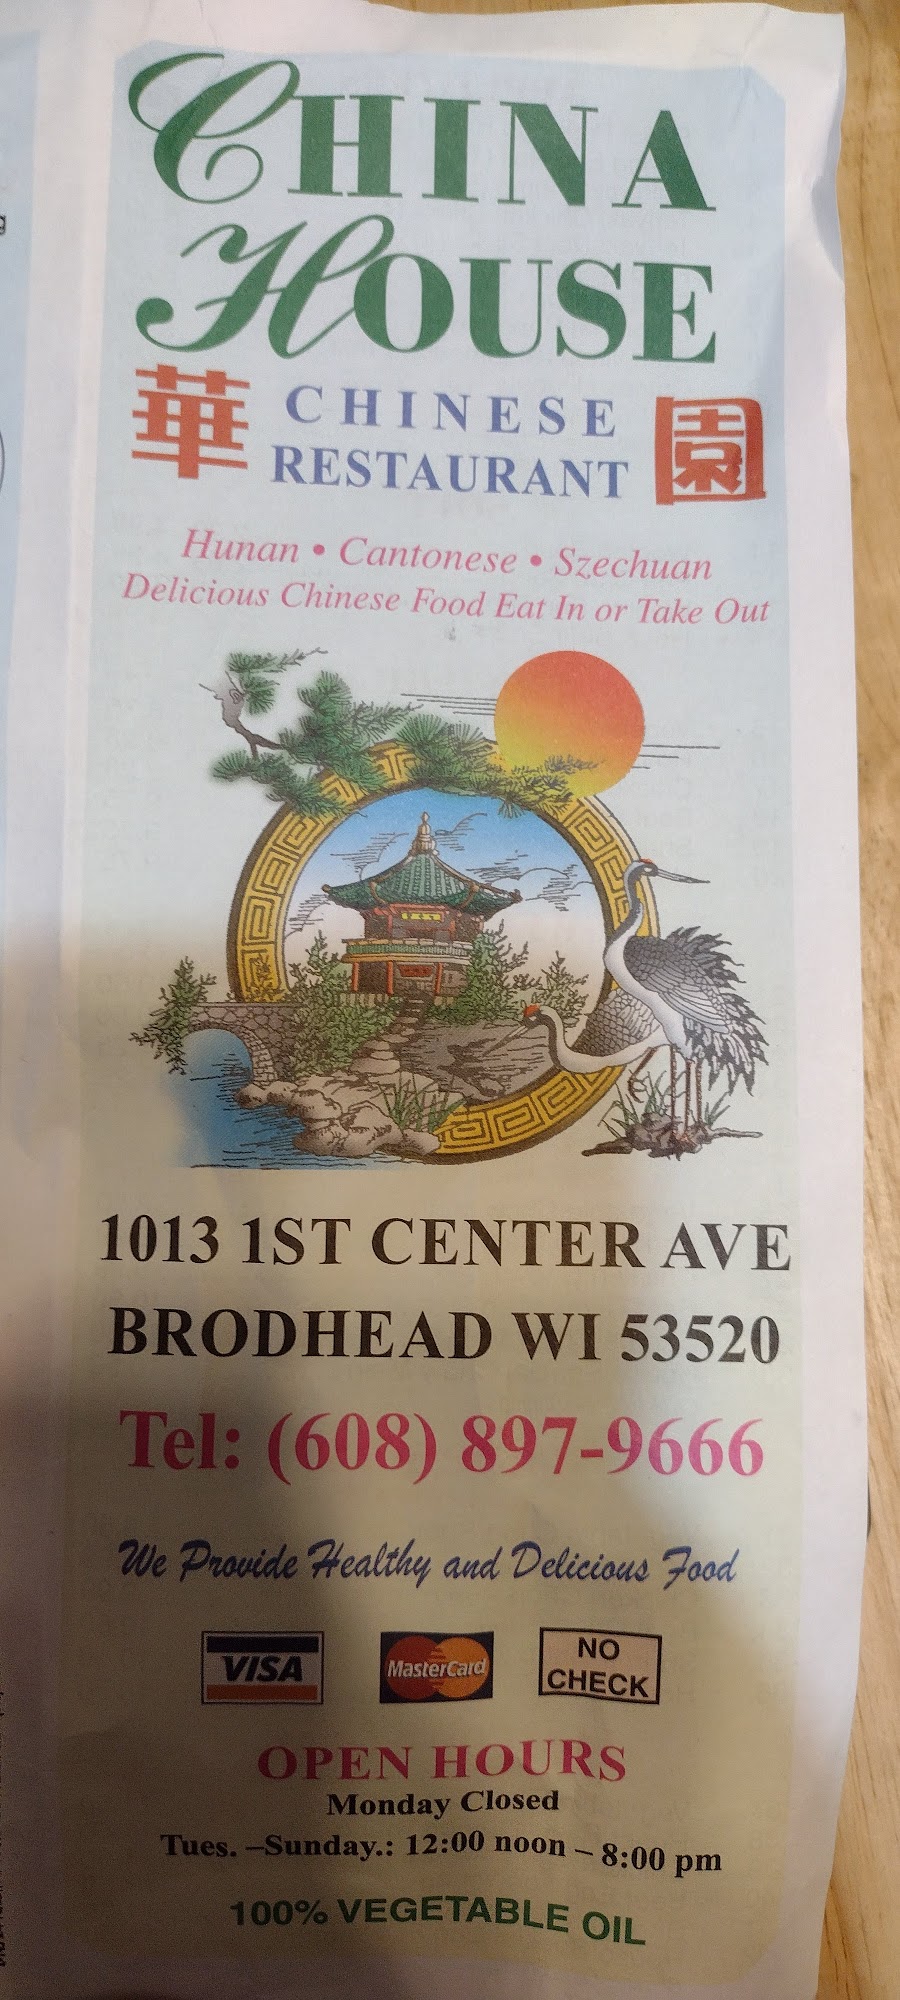 CHINA
HOUSE
華 CHINESE 園
RESTAURANT
Hunan • Cantonese • Szechuan
Delicious Chinese Food Eat In or Take Out
1013 1ST CENTER AVE
BRODHEAD WI 53520
Tel: (608) 897-9666
We Provide Healthy and Delicious Food
VISA MasterCard NO CHECK
OPEN HOURS
Monday Closed
Tues. –Sunday.: 12:00 noon – 8:00 pm
100% VEGETABLE OIL